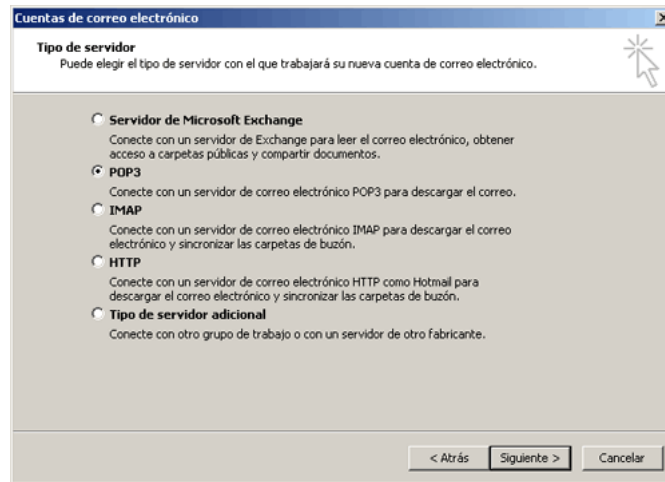 Cuentas de correo electrónico
Tipo de servidor
Puede elegir el tipo de servidor con el que trabajará su nueva cuenta de correo electrónico.
Servidor de Microsoft Exchange
Conecte con un servidor de Exchange para leer el correo electrónico, obtener
acceso a carpetas públicas y compartir documentos.
POP3
Conecte con un servidor de correo electrónico POP3 para descargar el correo.
IMAP
Conecte con un servidor de correo electrónico IMAP para descargar el correo
electrónico y sincronizar las carpetas de buzón.
HTTP
Conecte con un servidor de correo electrónico HTTP como Hotmail para
descargar el correo electrónico y sincronizar las carpetas de buzón.
Tipo de servidor adicional
Conecte con otro grupo de trabajo o con un servidor de otro fabricante.
< Atrás Siguiente > Cancelar